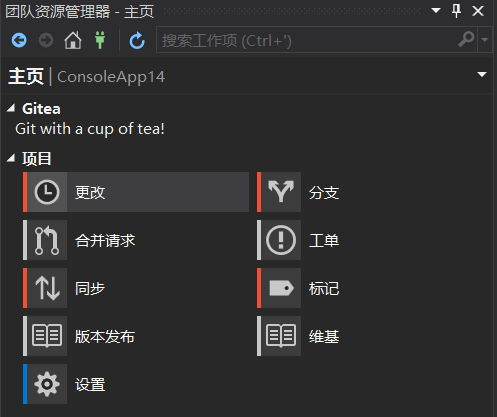 团队资源管理器 - 主页
搜索工作项 (Ctrl+')
主页 | ConsoleApp14
Gitea
Git with a cup of tea!
项目
更改
分支
合并请求
工单
同步
标记
版本发布
维基
设置